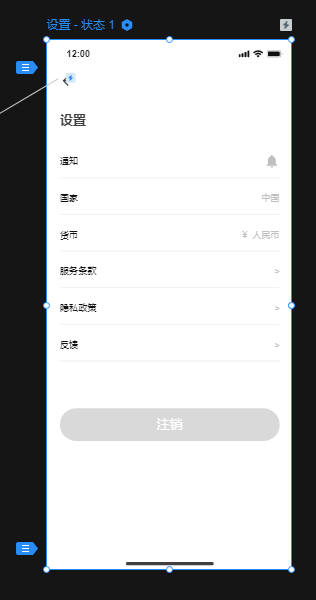 设置 - 状态 1
12:00
设置
通知
国家 中国
货币 ¥ 人民币
服务条款 >
隐私政策 >
反馈 >
注销